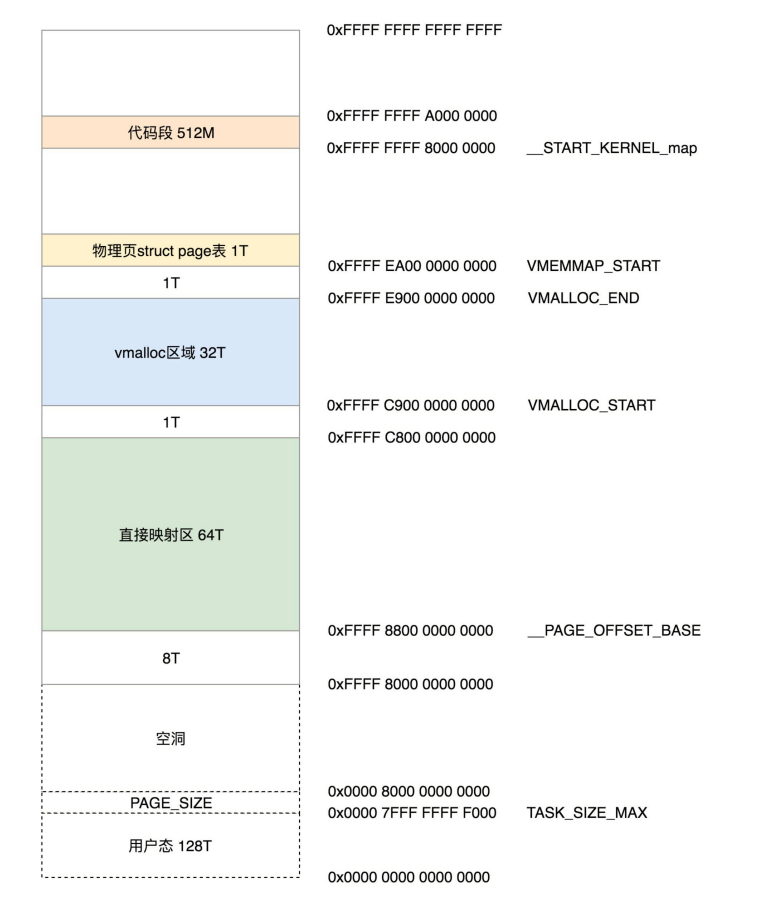 0xFFFF FFFF FFFF FFFF
0xFFFF FFFF A000 0000
代码段 512M
0xFFFF FFFF 8000 0000 __START_KERNEL_map
物理页struct page表 1T
0xFFFF EA00 0000 0000 VMEMMAP_START
1T
0xFFFF E900 0000 0000 VMALLOC_END
vmalloc区域 32T
0xFFFF C900 0000 0000 VMALLOC_START
1T
0xFFFF C800 0000 0000
直接映射区 64T
0xFFFF 8800 0000 0000 __PAGE_OFFSET_BASE
8T
0xFFFF 8000 0000 0000
空洞
0x0000 8000 0000 0000
PAGE_SIZE
0x0000 7FFF FFFF F000 TASK_SIZE_MAX
用户态 128T
0x0000 0000 0000 0000